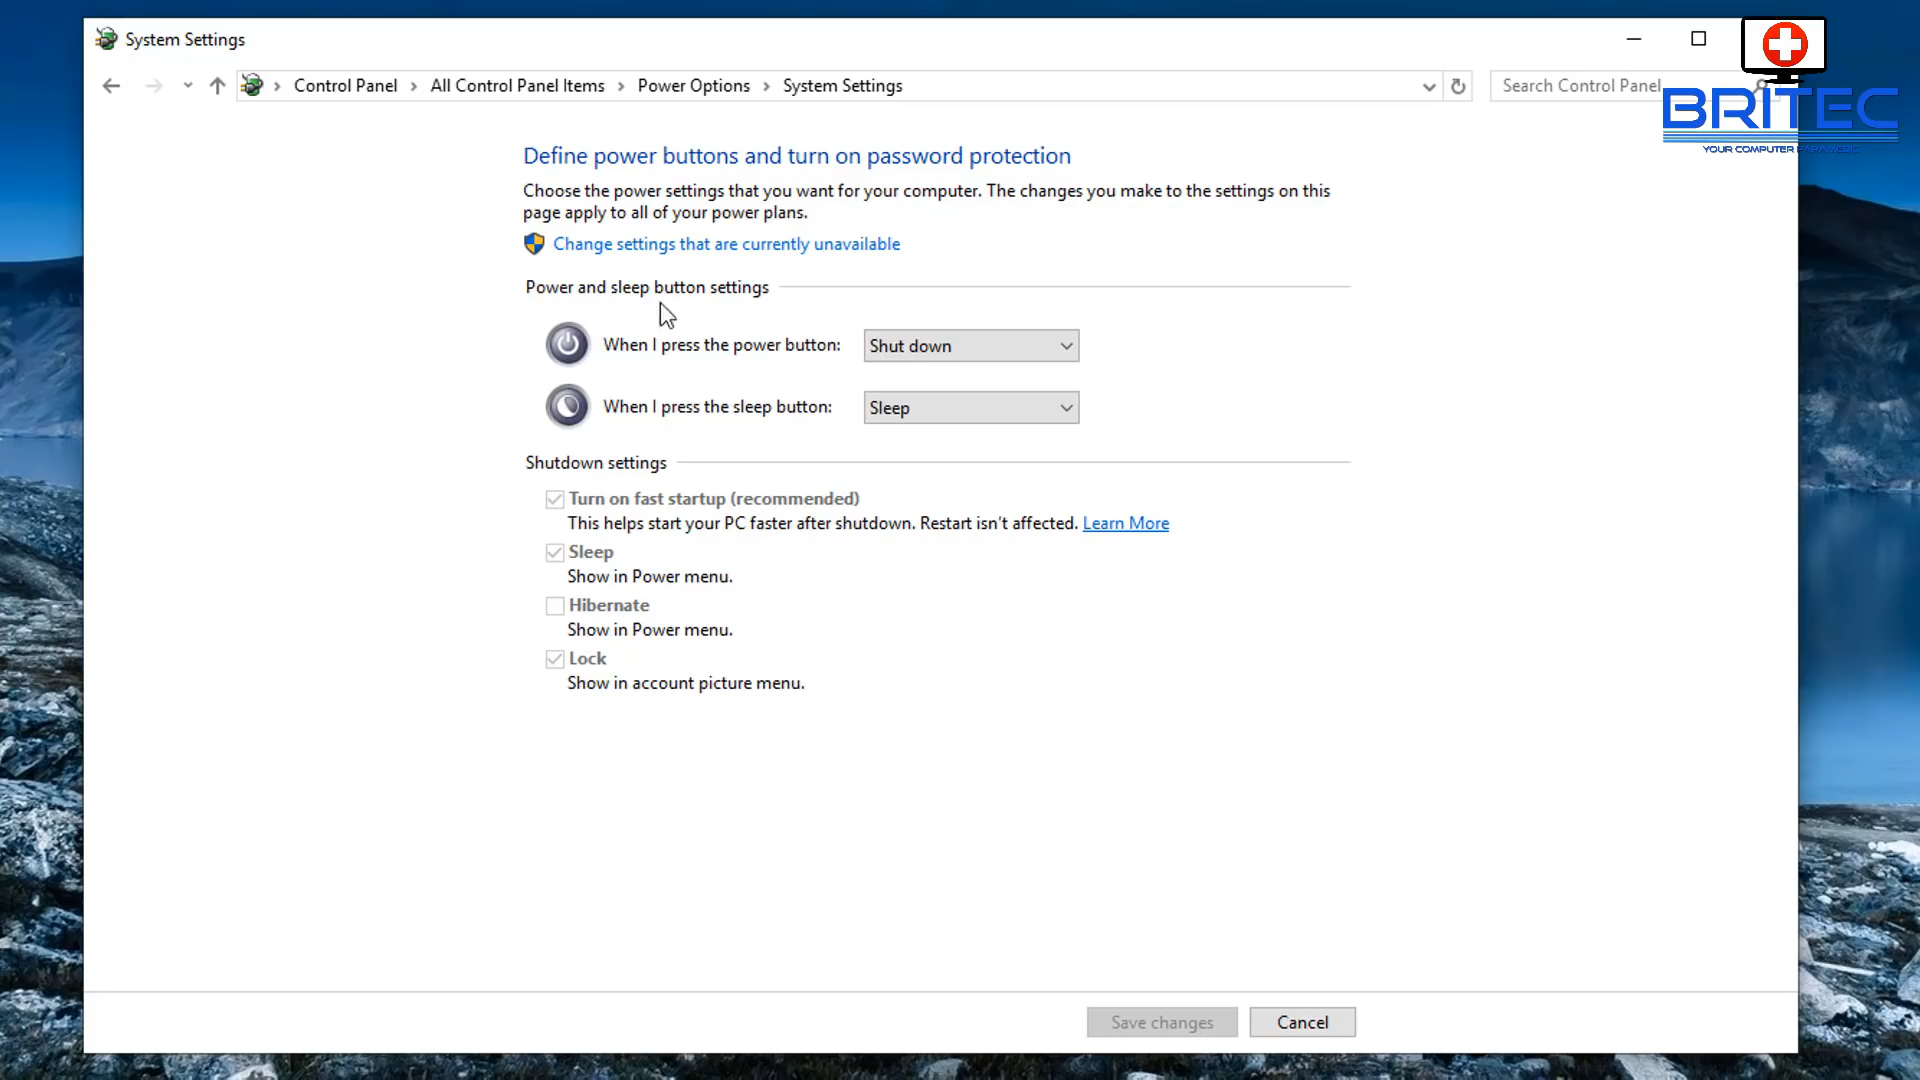 System Settings
Control Panel > All Control Panel Items > Power Options > System Settings
Search Control Panel
BRITEC
YOUR COMPUTER PARAMEDIC
Define power buttons and turn on password protection
Choose the power settings that you want for your computer. The changes you make to the settings on this
page apply to all of your power plans.
Change settings that are currently unavailable
Power and sleep button settings
When I press the power button: Shut down
When I press the sleep button: Sleep
Shutdown settings
Turn on fast startup (recommended)
This helps start your PC faster after shutdown. Restart isn't affected. Learn More
Sleep
Show in Power menu.
Hibernate
Show in Power menu.
Lock
Show in account picture menu.
Save changes
Cancel